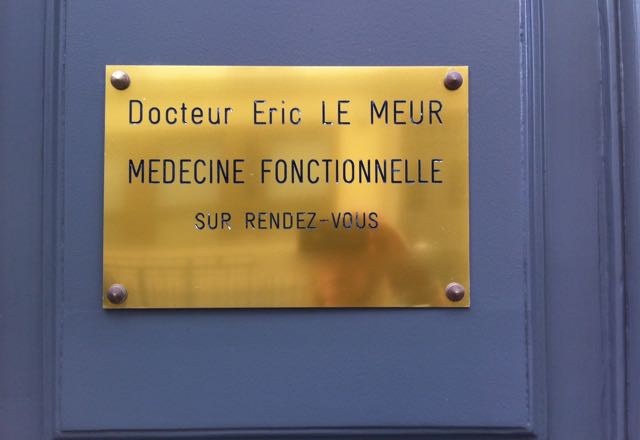 Docteur Eric LE MEUR
MEDECINE FONCTIONNELLE
SUR RENDEZ-VOUS